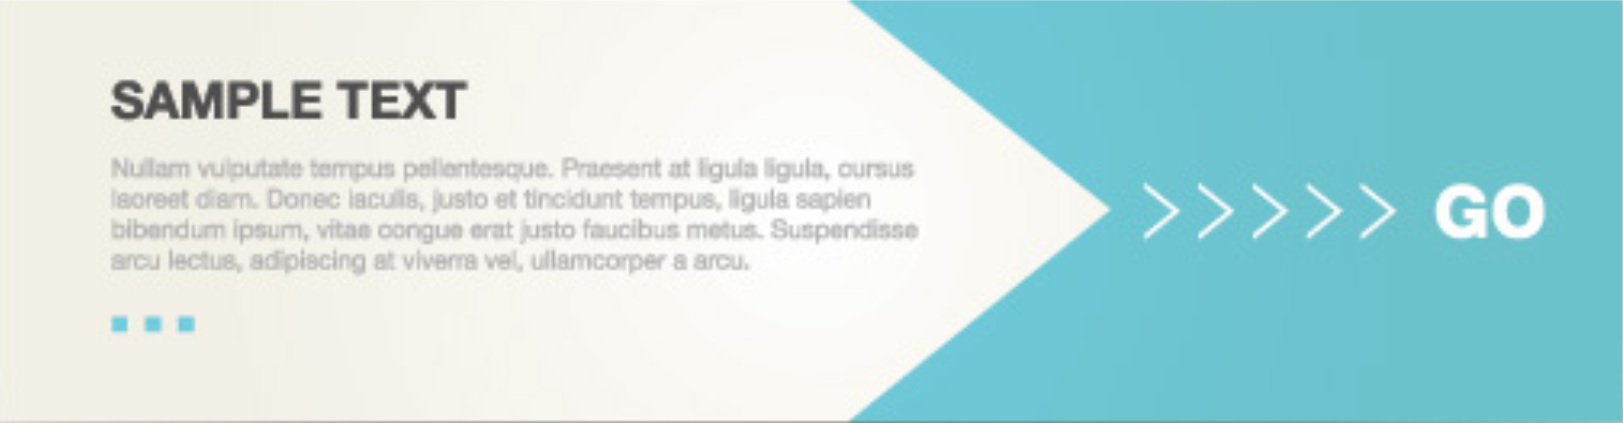 SAMPLE TEXT
Nullam vulputate tempus pellentesque. Praesent at ligula ligula, cursus
laoreet diam. Donec iaculis, justo et tincidunt tempus, ligula sapien
bibendum ipsum, vitae congue erat justo faucibus metus. Suspendisse
arcu lectus, adipiscing at viverra vel, ullamcorper a arcu.
GO